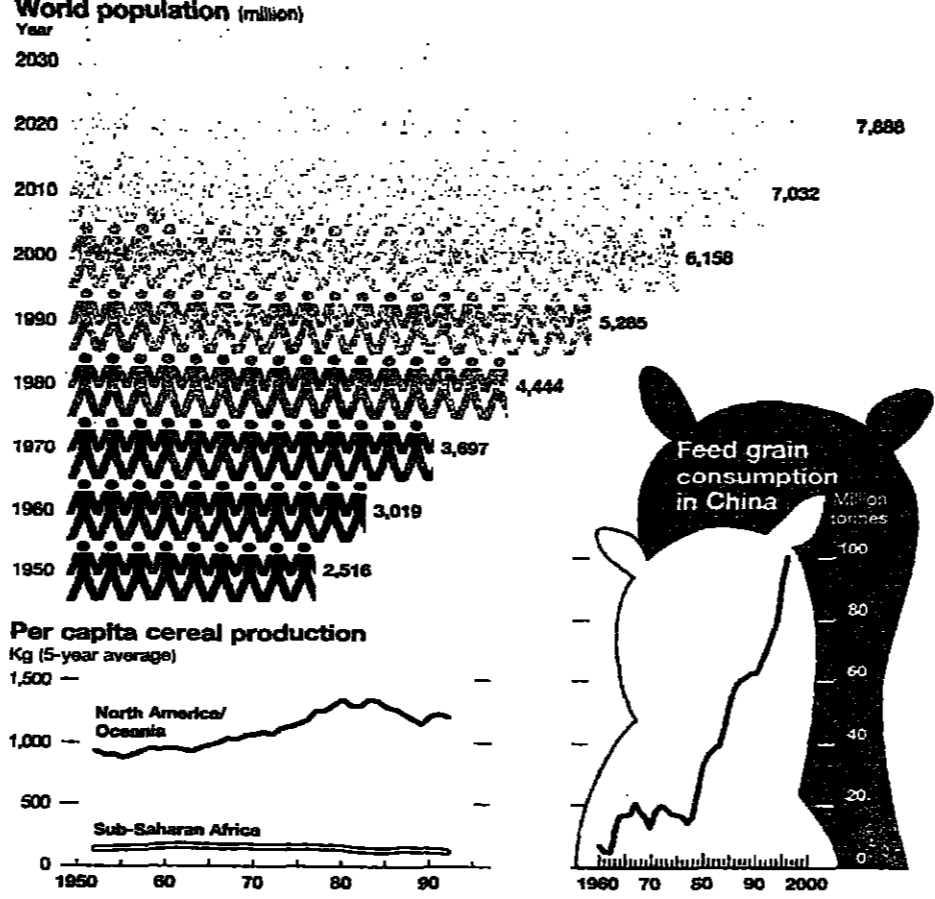 World population (million)
Year
2030
2020 7,888
2010 7,032
2000 6,158
1990 5,285
1980 4,444
1970 3,697
1960 3,019
1950 2,516
Per capita cereal production
Kg (5-year average)
1,500
North America/
Oceania
1,000
500
Sub-Saharan Africa
0
1950 60 70 80 90
Feed grain
consumption
in China
Million
tonnes
100
80
60
40
20
0
1960 70 80 90 2000